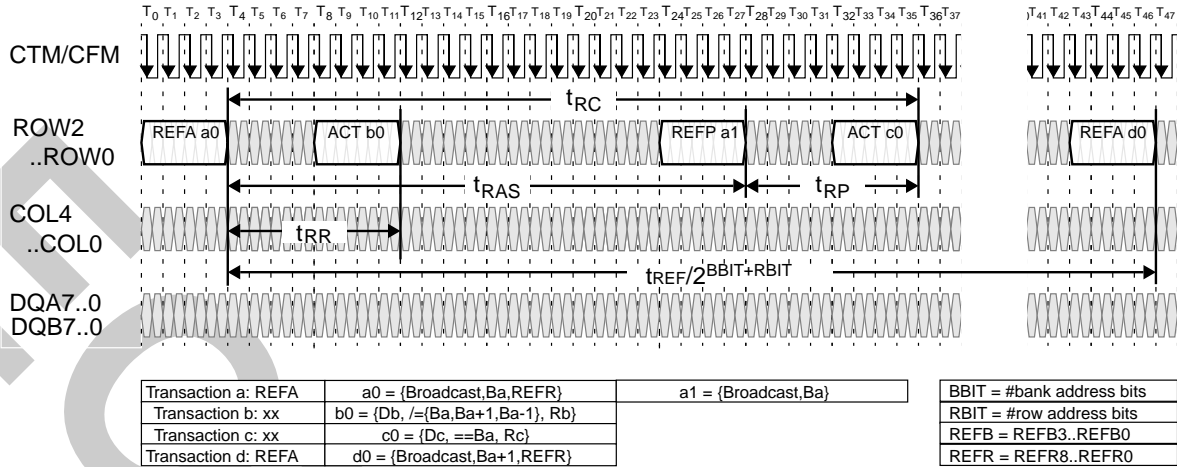 T0 T1 T2 T3 T4 T5 T6 T7 T8 T9 T10 T11 T12 T13 T14 T15 T16 T17 T18 T19 T20 T21 T22 T23 T24 T25 T26 T27 T28 T29 T30 T31 T32 T33 T34 T35 T36 T37 T41 T42 T43 T44 T45 T46 T47
CTM/CFM
tRC
ROW2
..ROW0
REFA a0 ACT b0 REFP a1 ACT c0 REFA d0
tRAS tRP
COL4
..COL0
tRR
tREF/2BBIT+RBIT
DQA7..0
DQB7..0
Transaction a: REFA a0 = {Broadcast,Ba,REFR} a1 = {Broadcast,Ba}
Transaction b: xx b0 = {Db, /={Ba,Ba+1,Ba-1}, Rb}
Transaction c: xx c0 = {Dc, ==Ba, Rc}
Transaction d: REFA d0 = {Broadcast,Ba+1,REFR}
BBIT = #bank address bits
RBIT = #row address bits
REFB = REFB3..REFB0
REFR = REFR8..REFR0